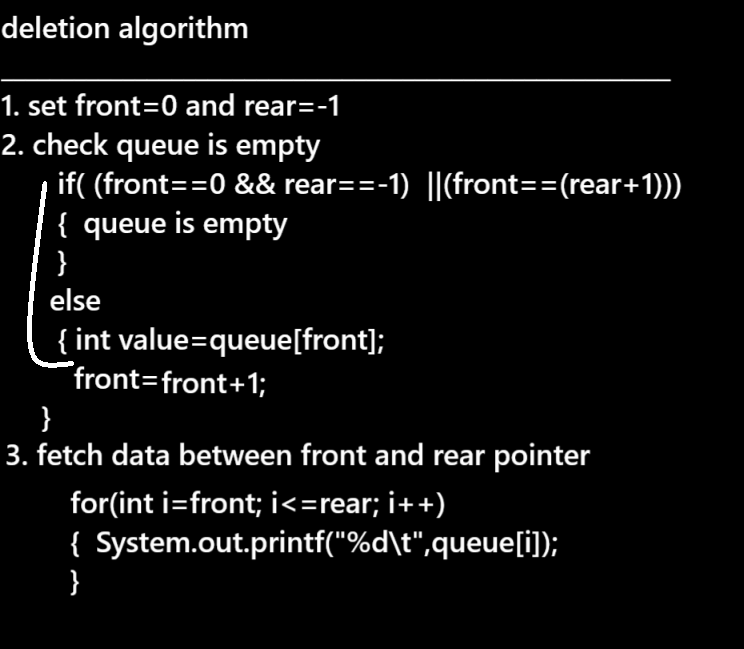 deletion algorithm
1. set front=0 and rear=-1
2. check queue is empty
if( (front==0 && rear==-1) ||(front==(rear+1)))
{ queue is empty
}
else
{ int value=queue[front];
front=front+1;
}
3. fetch data between front and rear pointer
for(int i=front; i<=rear; i++)
{ System.out.printf("%d\t",queue[i]);
}